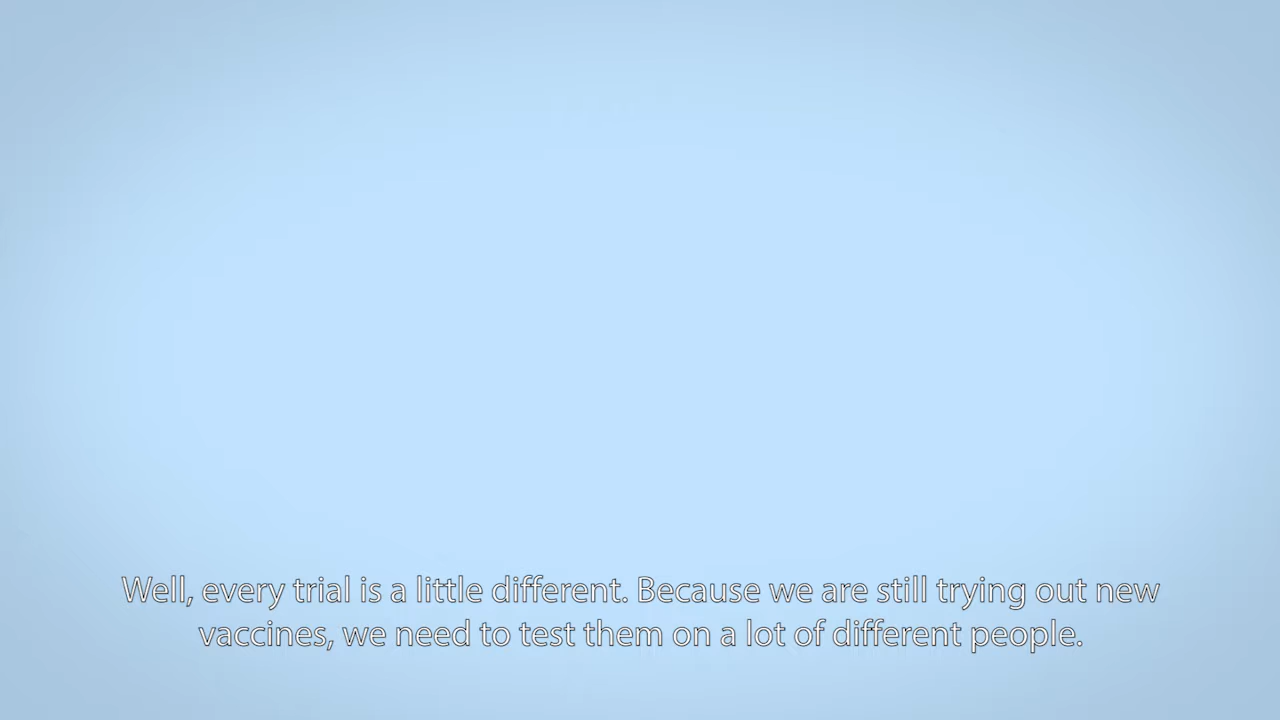 Well, every trial is a little different. Because we are still trying out new
vaccines, we need to test them on a lot of different people.